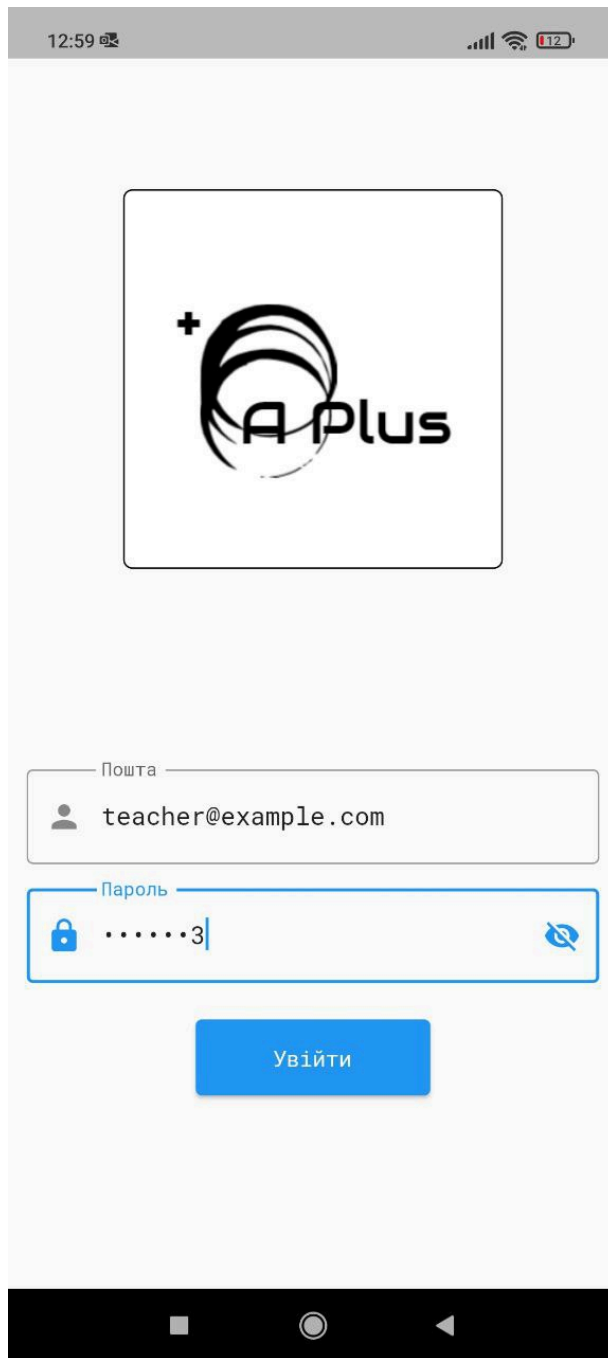 12:59
12
+
A Plus
Пошта
teacher@example.com
Пароль
••••••3
Увійти